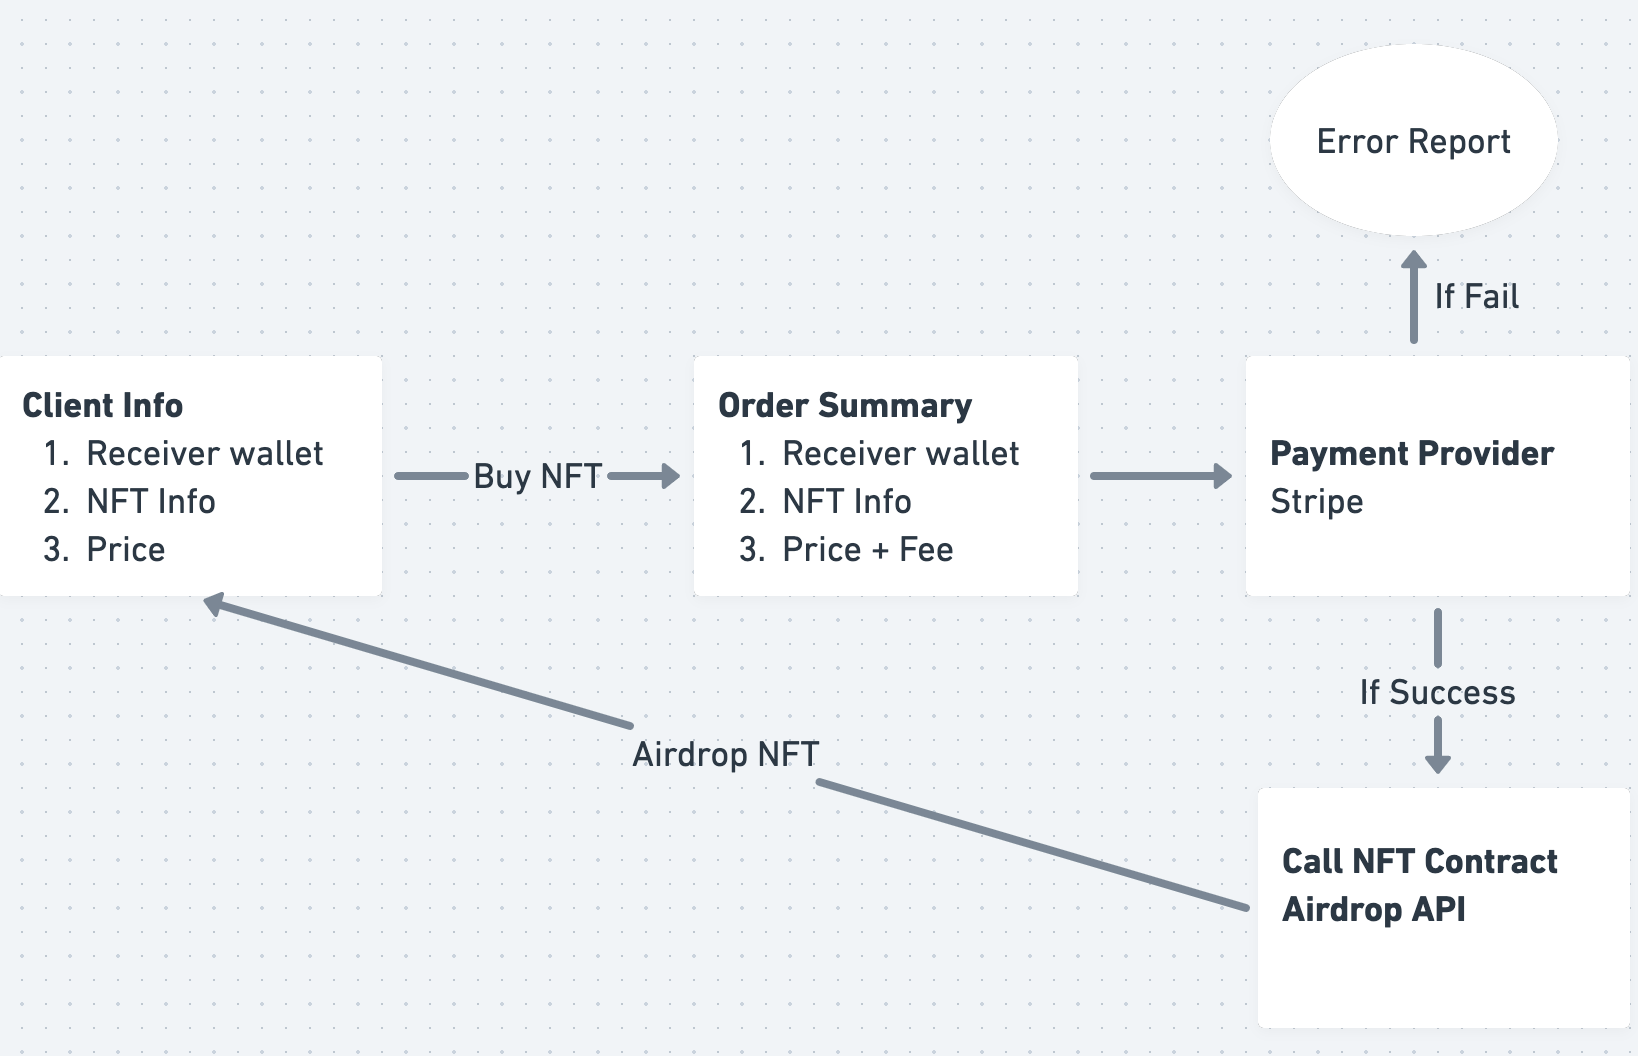 Error Report
If Fail
Client Info
1. Receiver wallet
2. NFT Info
3. Price
Buy NFT
Order Summary
1. Receiver wallet
2. NFT Info
3. Price + Fee
Payment Provider
Stripe
If Success
Airdrop NFT
Call NFT Contract
Airdrop API